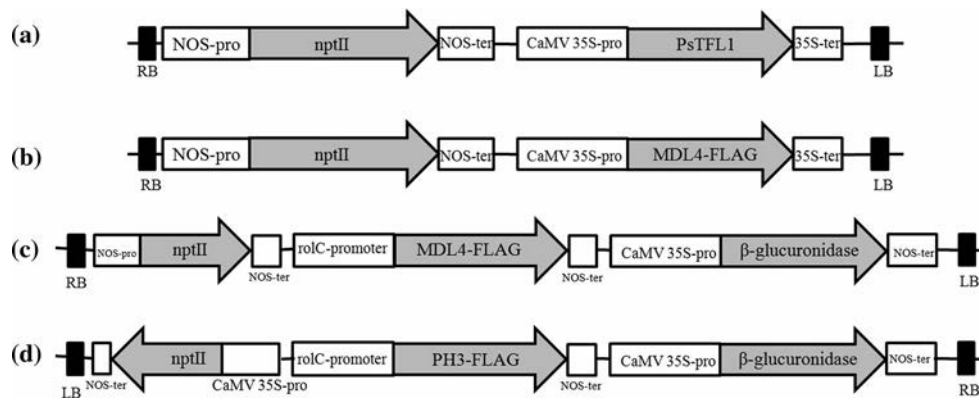 (a) NOS-pro nptII NOS-ter CaMV 35S-pro PsTFL1 35S-ter
RB LB
(b) NOS-pro nptII NOS-ter CaMV 35S-pro MDL4-FLAG 35S-ter
RB LB
(c) NOS-pro nptII rolC-promoter MDL4-FLAG CaMV 35S-pro β-glucuronidase NOS-ter
RB NOS-ter NOS-ter LB
(d) nptII rolC-promoter PH3-FLAG CaMV 35S-pro β-glucuronidase NOS-ter
LB NOS-ter CaMV 35S-pro NOS-ter RB